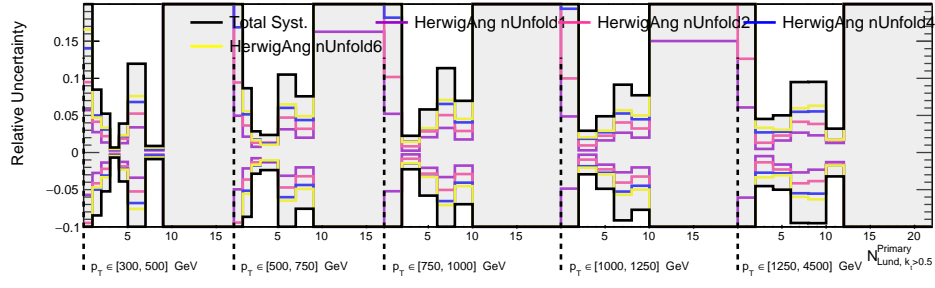 Total Syst. HerwigAng nUnfold1 HerwigAng nUnfold2 HerwigAng nUnfold4
HerwigAng nUnfold6
Relative Uncertainty
0.15
0.1
0.05
0
−0.05
−0.1
5 10 15 5 10 15 5 10 15 5 10 15 5 10 15 20
p_T ∈ [300, 500] GeV p_T ∈ [500, 750] GeV p_T ∈ [750, 1000] GeV p_T ∈ [1000, 1250] GeV p_T ∈ [1250, 4500] GeV
N^Primary_Lund, k_t>0.5